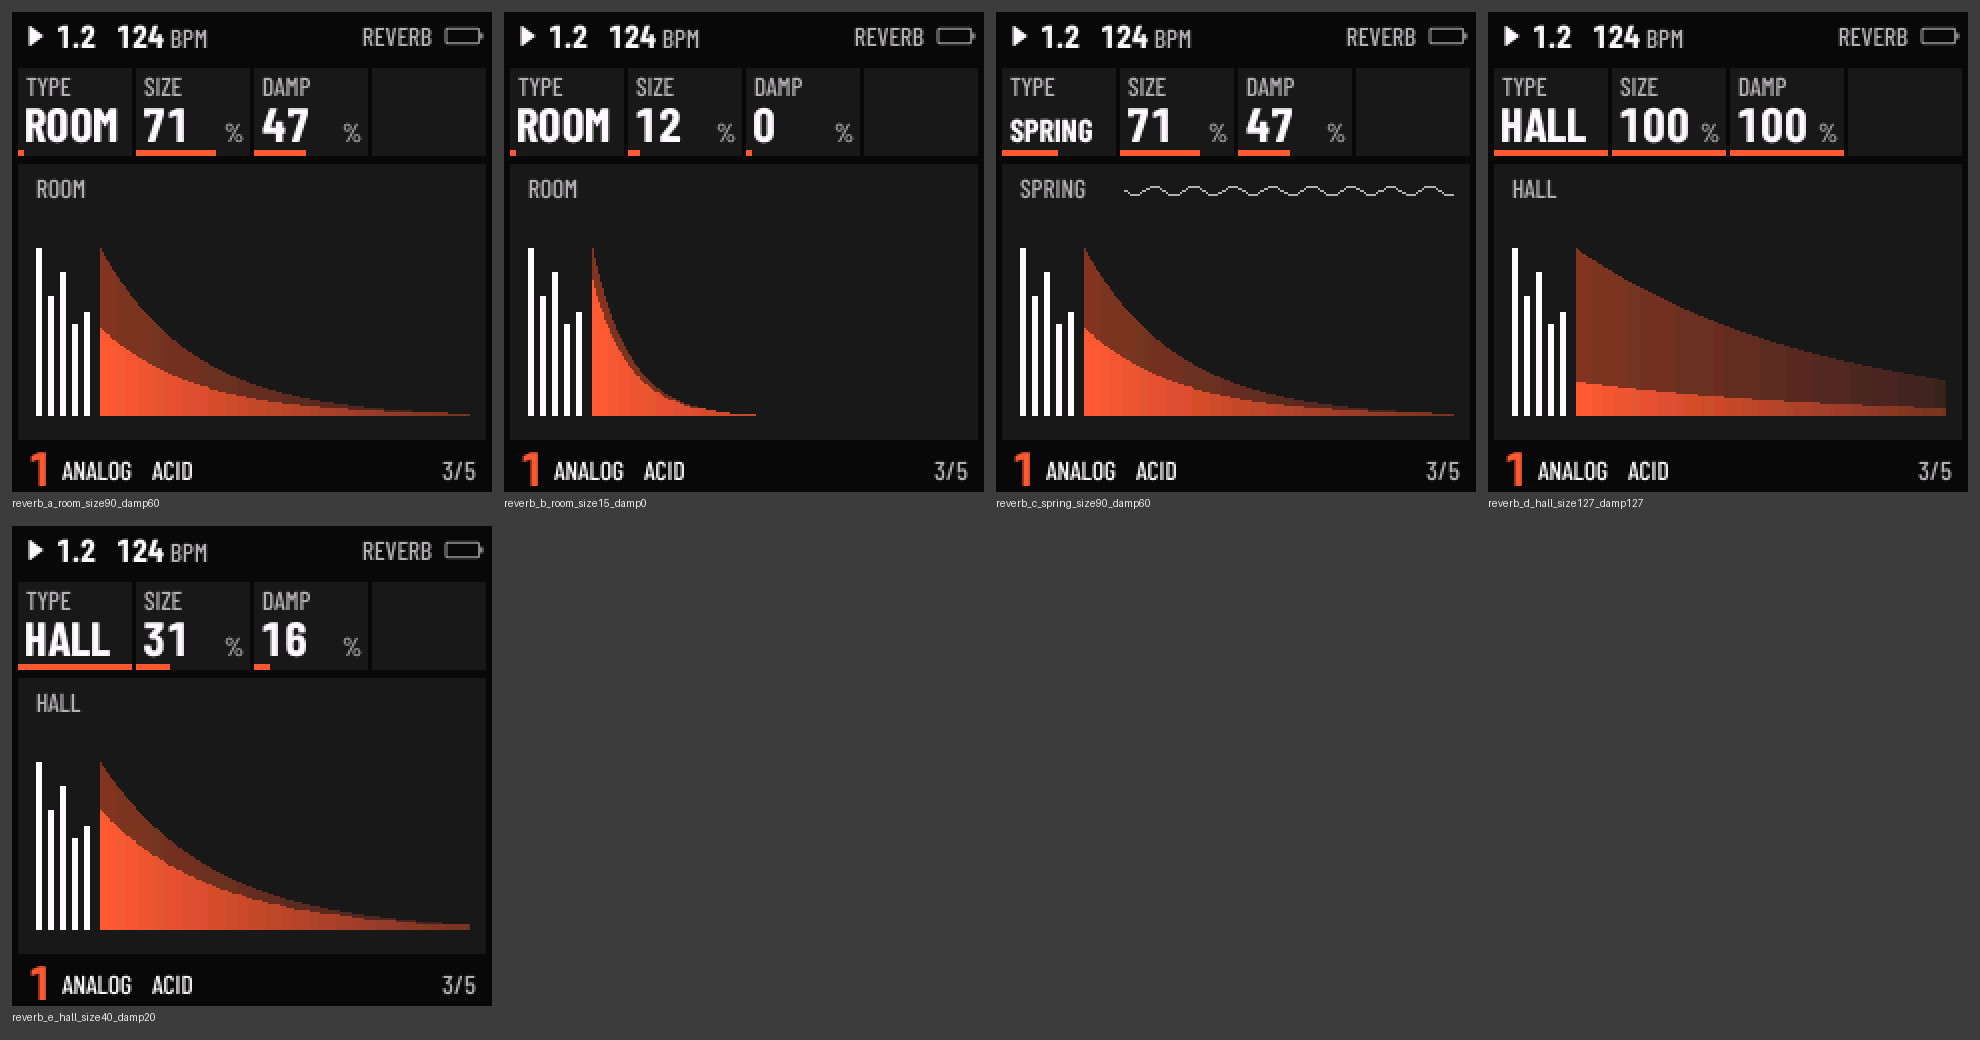 1.2 124 BPM REVERB
TYPE SIZE DAMP
ROOM 71 % 47 %
ROOM
1 ANALOG ACID 3/5
reverb_a_room_size90_damp60
1.2 124 BPM REVERB
TYPE SIZE DAMP
ROOM 12 % 0 %
ROOM
1 ANALOG ACID 3/5
reverb_b_room_size15_damp0
1.2 124 BPM REVERB
TYPE SIZE DAMP
SPRING 71 % 47 %
SPRING
1 ANALOG ACID 3/5
reverb_c_spring_size90_damp60
1.2 124 BPM REVERB
TYPE SIZE DAMP
HALL 100 % 100 %
HALL
1 ANALOG ACID 3/5
reverb_d_hall_size127_damp127
1.2 124 BPM REVERB
TYPE SIZE DAMP
HALL 31 % 16 %
HALL
1 ANALOG ACID 3/5
reverb_e_hall_size40_damp20